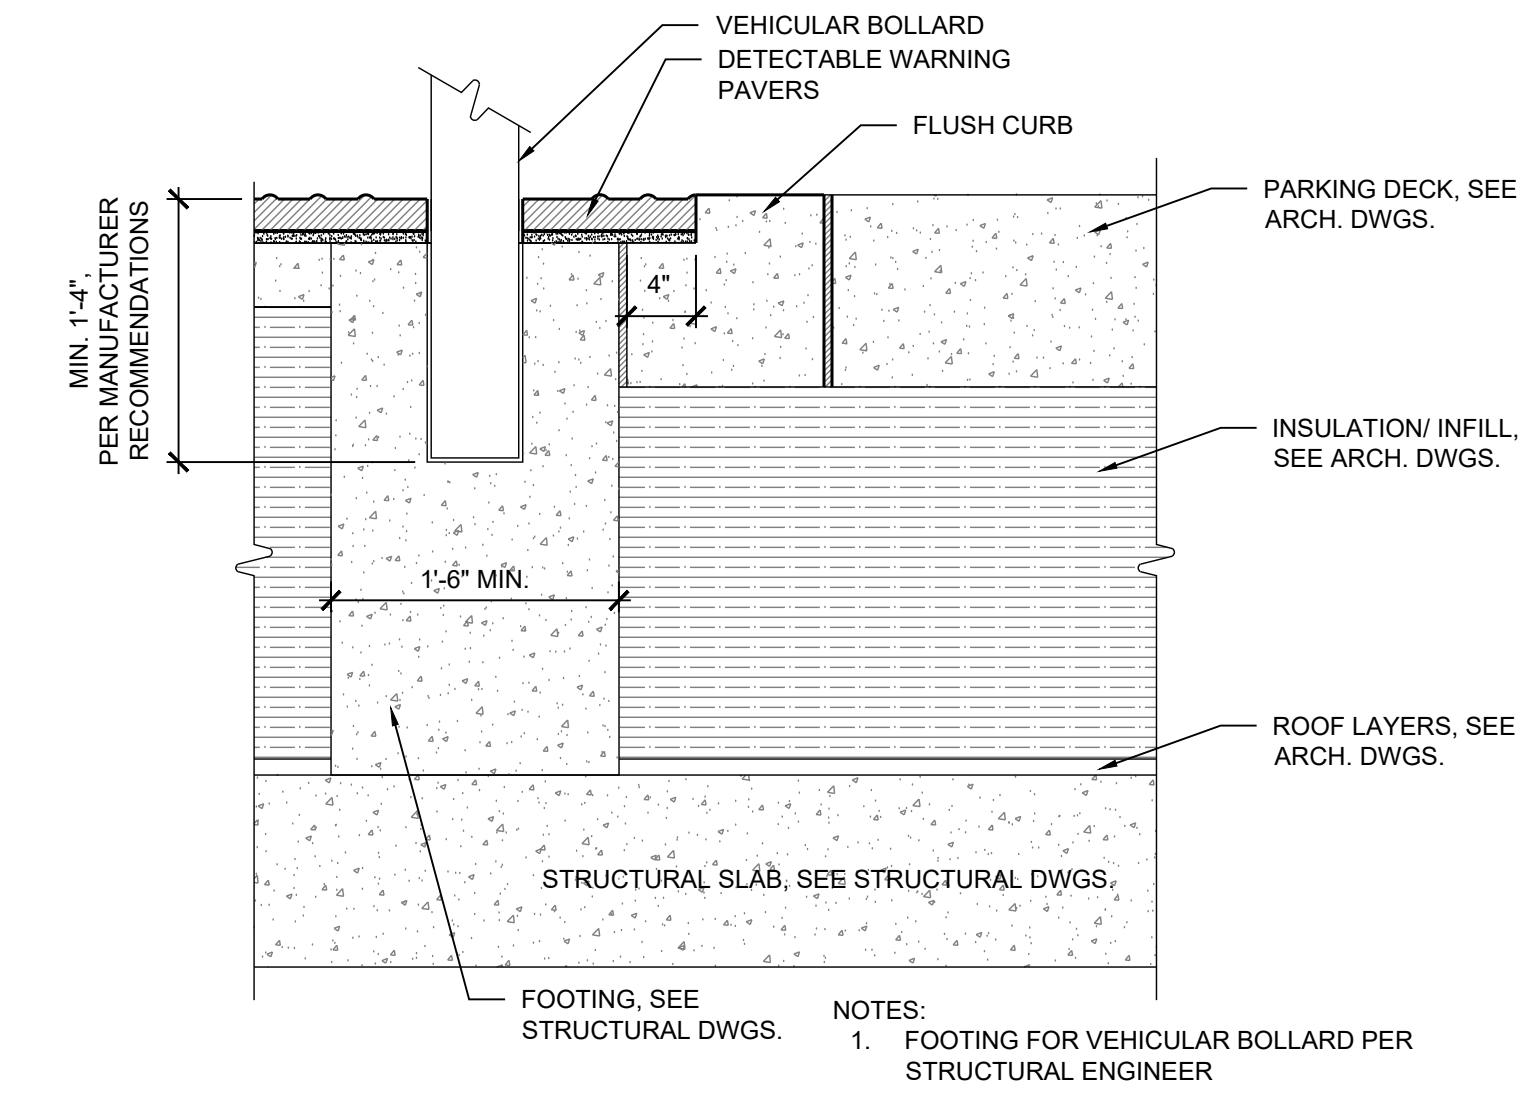 VEHICULAR BOLLARD
DETECTABLE WARNING
PAVERS
FLUSH CURB
PARKING DECK, SEE
ARCH. DWGS.
MIN. 1'-4",
PER MANUFACTURER
RECOMMENDATIONS
4"
INSULATION/ INFILL,
SEE ARCH. DWGS.
1'-6" MIN.
ROOF LAYERS, SEE
ARCH. DWGS.
STRUCTURAL SLAB, SEE STRUCTURAL DWGS.
FOOTING, SEE
STRUCTURAL DWGS.
NOTES:
1. FOOTING FOR VEHICULAR BOLLARD PER
STRUCTURAL ENGINEER